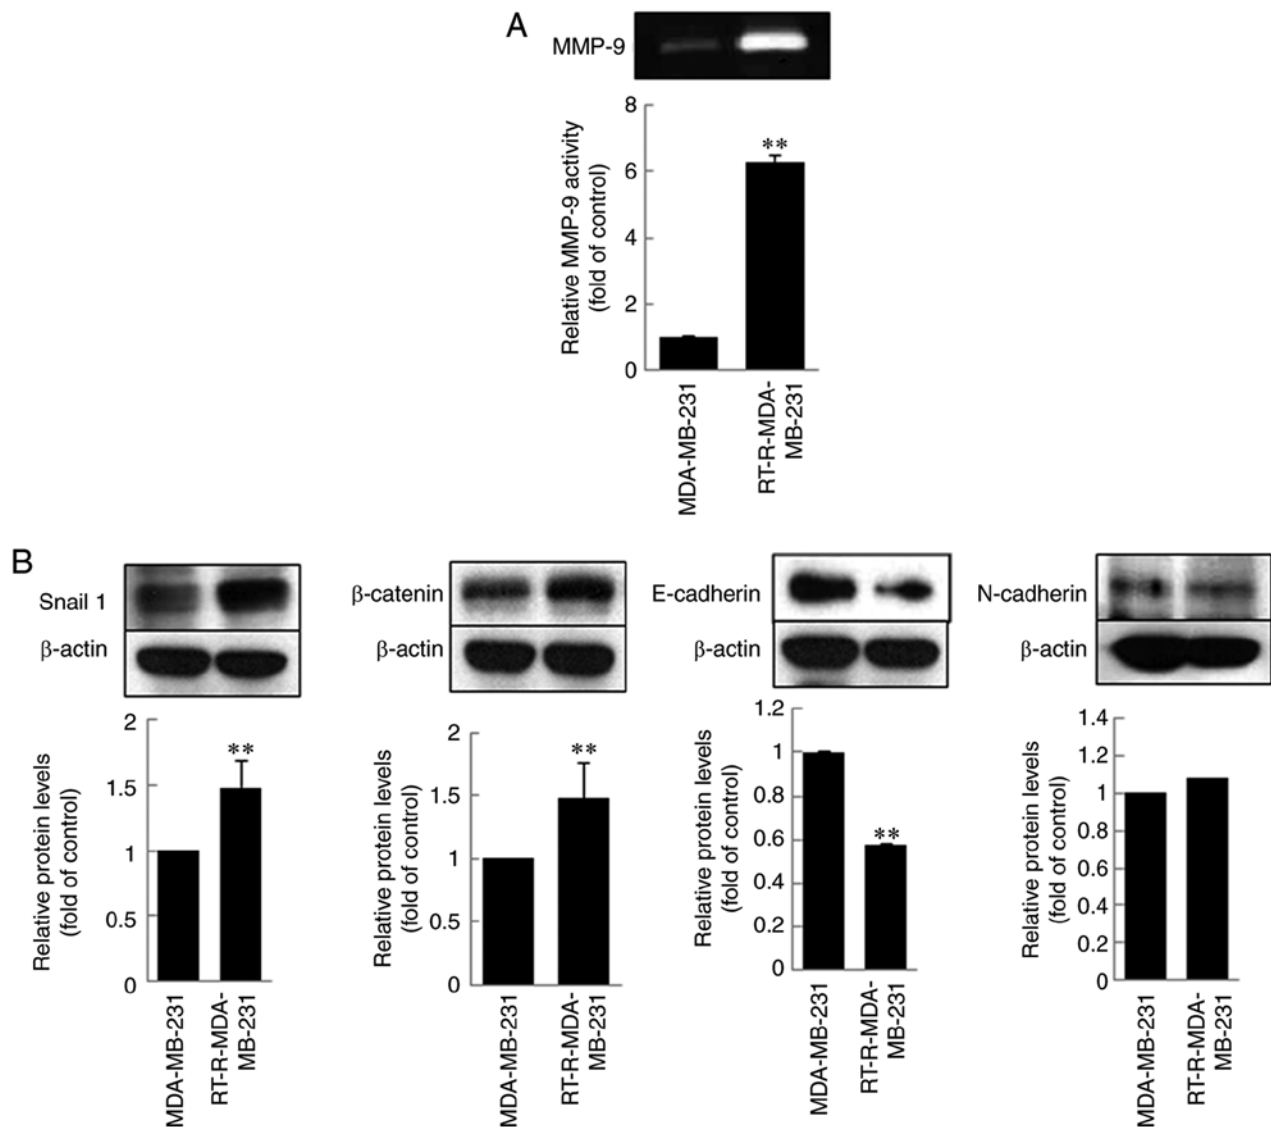 A
MMP-9
Relative MMP-9 activity
(fold of control)
8
6
4
2
0
**
MDA-MB-231
RT-R-MDA-
MB-231
B
Snail 1
β-actin
Relative protein levels
(fold of control)
2
1.5
1
0.5
0
**
MDA-MB-231
RT-R-MDA-
MB-231
β-catenin
β-actin
Relative protein levels
(fold of control)
2
1.5
1
0.5
0
**
MDA-MB-231
RT-R-MDA-
MB-231
E-cadherin
β-actin
Relative protein levels
(fold of control)
1.2
1
0.8
0.6
0.4
0.2
0
**
MDA-MB-231
RT-R-MDA-
MB-231
N-cadherin
β-actin
Relative protein levels
(fold of control)
1.4
1.2
1
0.8
0.6
0.4
0.2
0
MDA-MB-231
RT-R-MDA-
MB-231